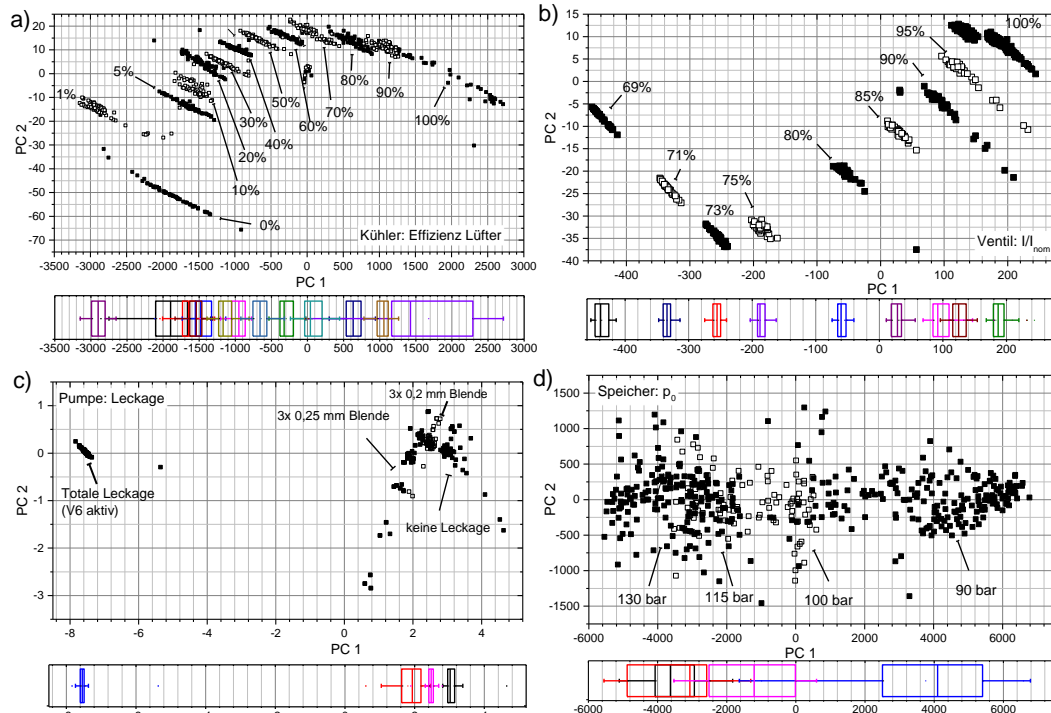 a)
PC 2
20
10
0
-10
-20
-30
-40
-50
-60
-70
1%
5%
0%
10%
20%
30%
40%
50%
60%
70%
80%
90%
100%
Kühler: Effizienz Lüfter
-3500 -3000 -2500 -2000 -1500 -1000 -500 0 500 1000 1500 2000 2500 3000
PC 1
-3500 -3000 -2500 -2000 -1500 -1000 -500 0 500 1000 1500 2000 2500 3000
b)
PC 2
15
10
5
0
-5
-10
-15
-20
-25
-30
-35
-40
69%
71%
73%
75%
80%
85%
90%
95%
100%
Ventil: I/Inom
-400 -300 -200 -100 0 100 200
PC 1
-400 -300 -200 -100 0 100 200
c)
Pumpe: Leckage
PC 2
1
0
-1
-2
-3
3x 0,2 mm Blende
3x 0,25 mm Blende
Totale Leckage
(V6 aktiv)
keine Leckage
-8 -6 -4 -2 0 2 4
PC 1
d)
Speicher: p0
PC 2
1500
1000
500
0
-500
-1000
-1500
130 bar
115 bar
100 bar
90 bar
-6000 -4000 -2000 0 2000 4000 6000
PC 1
-6000 -4000 -2000 0 2000 4000 6000